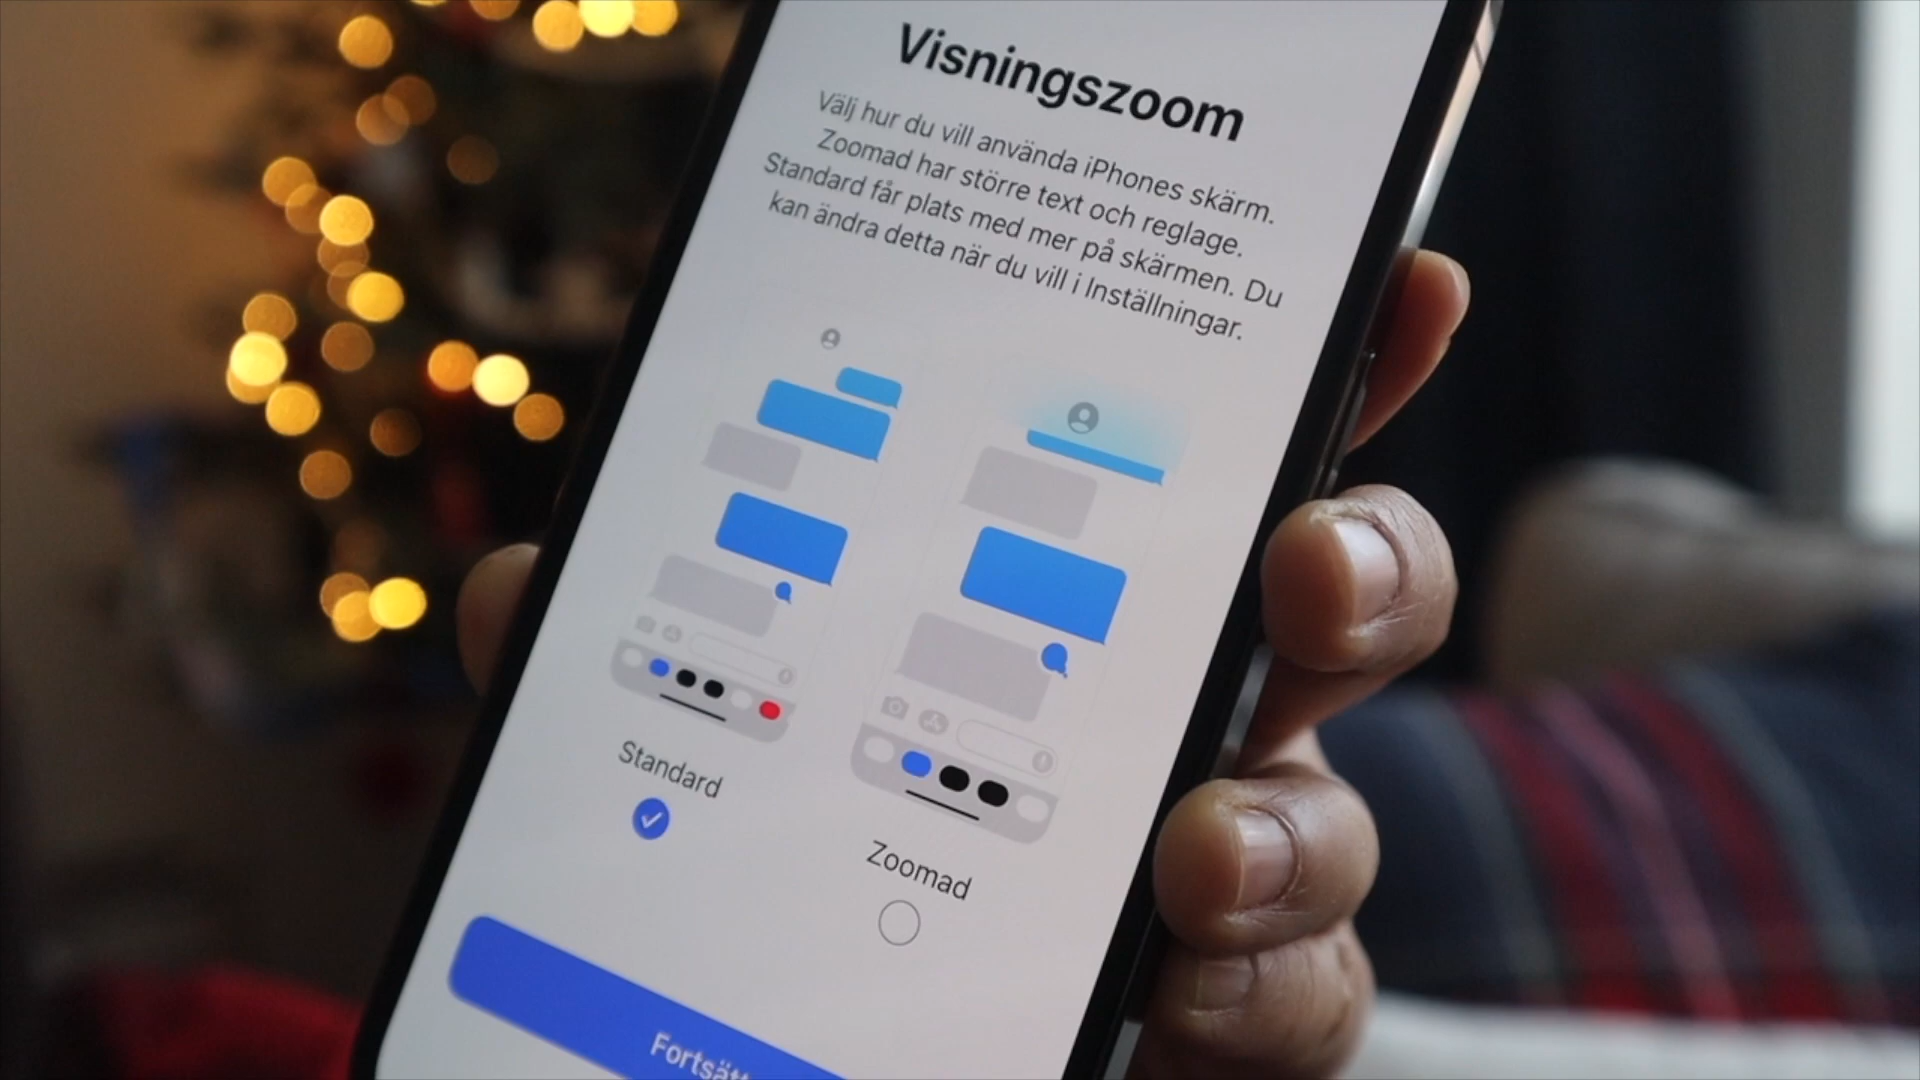 Visningszoom
Välj hur du vill använda iPhones skärm.
Zoomad har större text och reglage.
Standard får plats med mer på skärmen. Du
kan ändra detta när du vill i Inställningar.
Standard
Zoomad